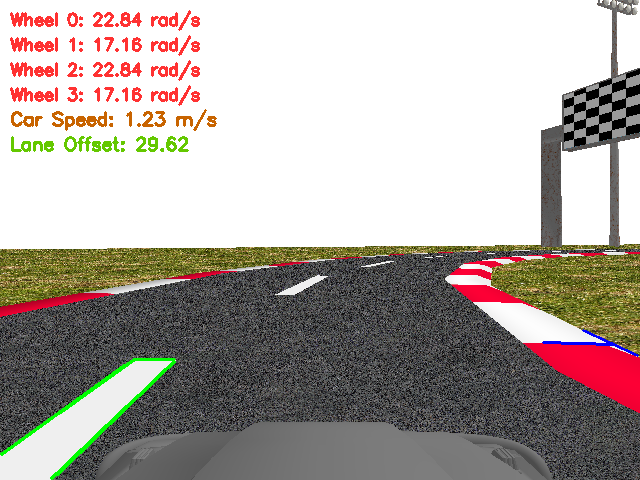 Wheel 0: 22.84 rad/s
Wheel 1: 17.16 rad/s
Wheel 2: 22.84 rad/s
Wheel 3: 17.16 rad/s
Car Speed: 1.23 m/s
Lane Offset: 29.62